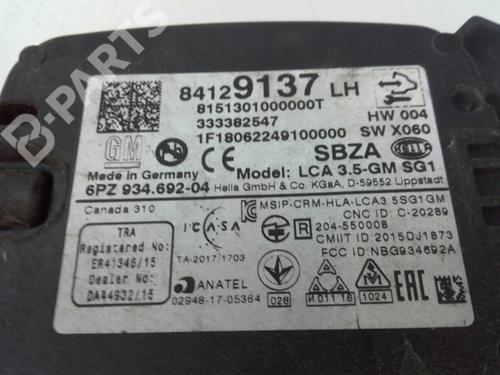 B-PARTS
84129137 LH
8151301000000T
333382547
1F18062249100000
HW 004
SW X060
GM
SBZA
HELLA
Made in Germany
Model: LCA 3.5-GM SG1
6PZ 934.692-04 Hella GmbH & Co. KGaA, D-59552 Lippstadt
Canada 310
MSIP-CRM-HLA-LCA3.5SG1GM
TRA
Registered No:
ER41346/15
Dealer No:
DA44932/15
ICASA
TA-2017/1703
CNC ID: C-20289
R 204-550008
CMIIT ID: 2015DJ1873
FCC ID: NBG934692A
ANATEL
02948-17-05364
028
И 011 16
1024
EAC